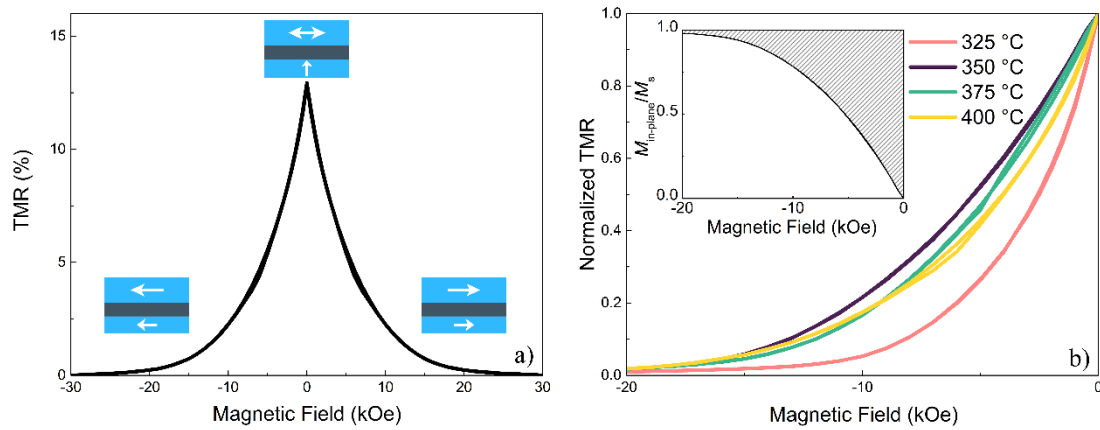 15
10
5
0
TMR (%)
-30
-20
-10
0
10
20
30
Magnetic Field (kOe)
a)
1.0
0.8
0.6
0.4
0.2
0.0
Normalized TMR
1.0
0.5
0.0
M in-plane/M s
-20
-10
0
Magnetic Field (kOe)
325 °C
350 °C
375 °C
400 °C
-20
-10
0
Magnetic Field (kOe)
b)